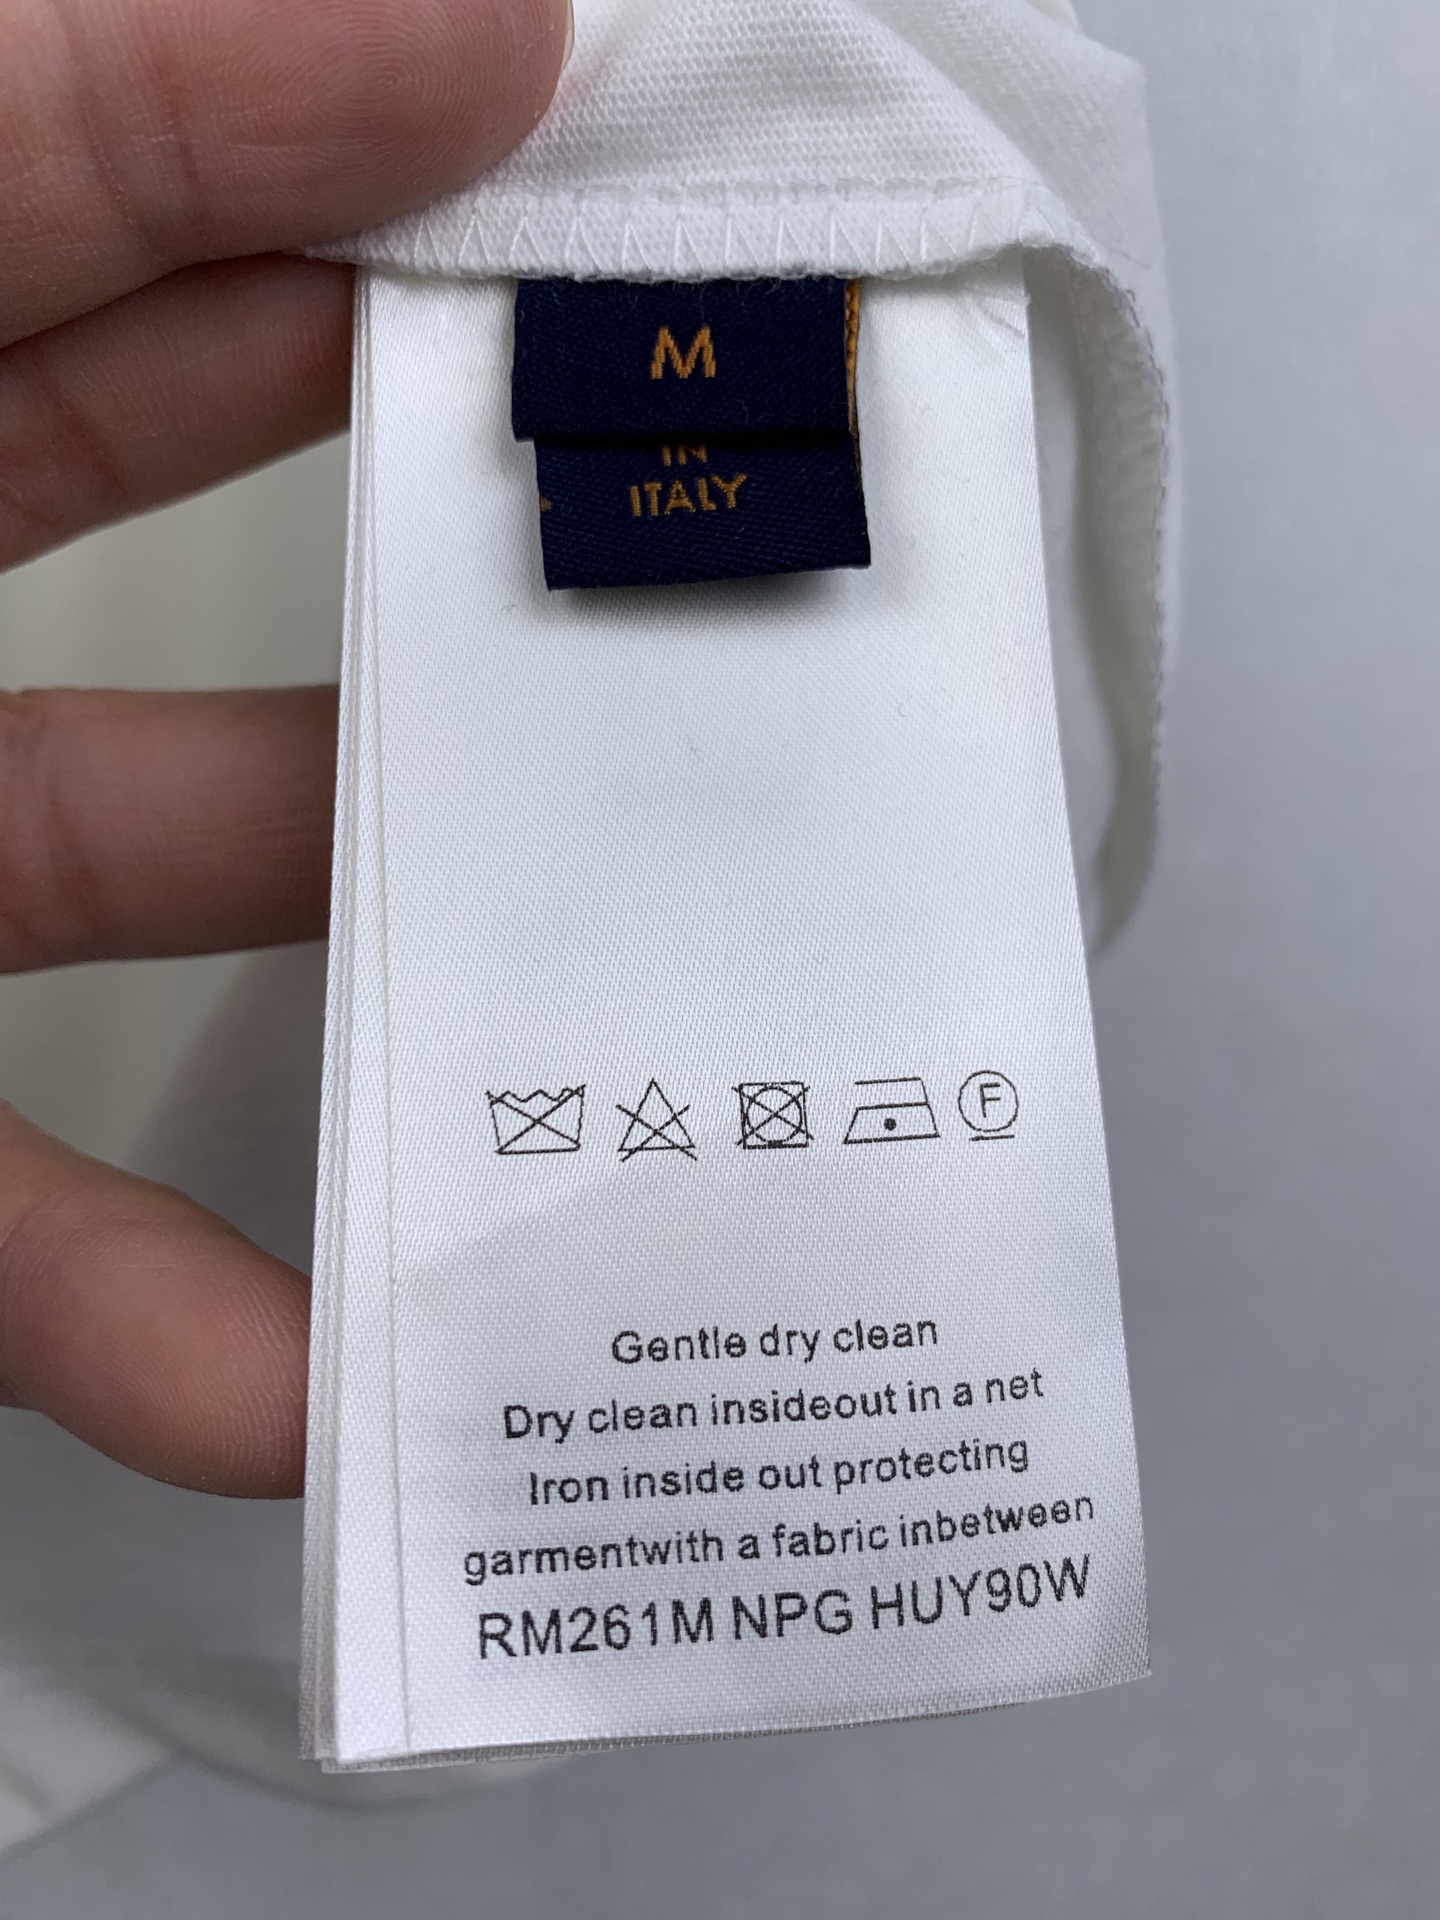 M
IN
ITALY
F
Gentle dry clean
Dry clean insideout in a net
Iron inside out protecting
garmentwith a fabric inbetween
RM261M NPG HUY90W